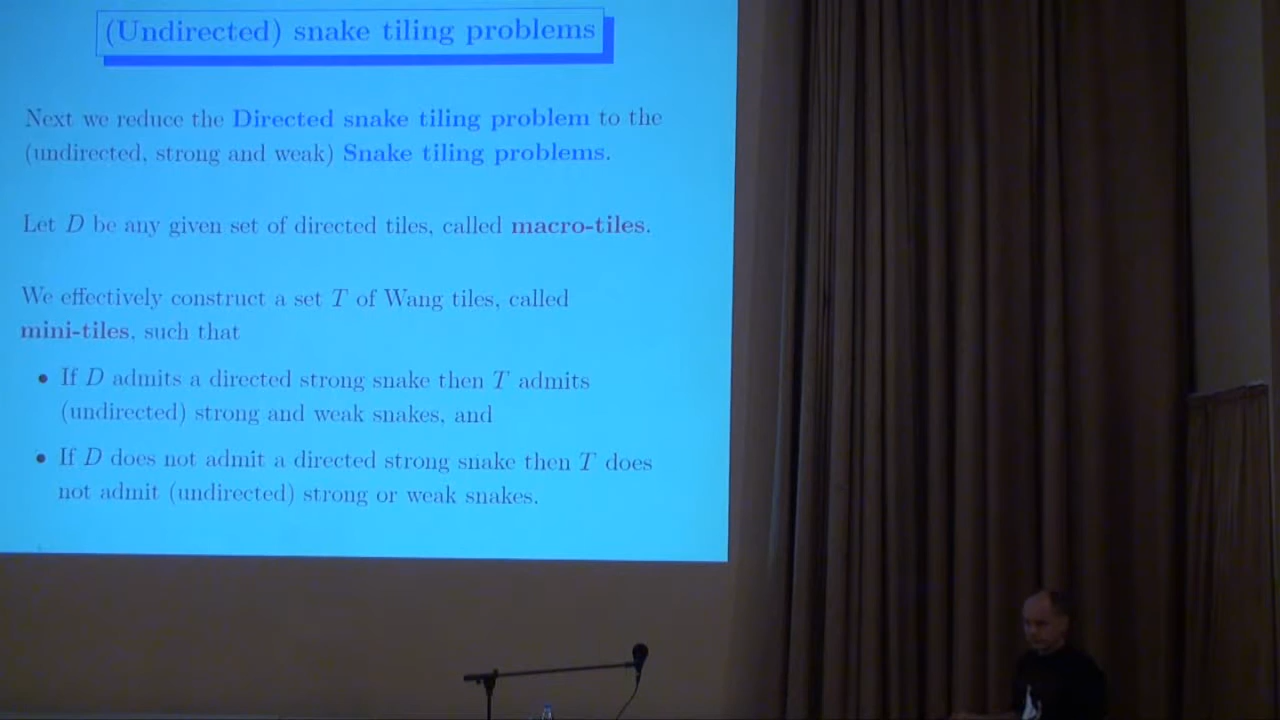 (Undirected) snake tiling problems
Next we reduce the Directed snake tiling problem to the
(undirected, strong and weak) Snake tiling problems.
Let D be any given set of directed tiles, called macro-tiles.
We effectively construct a set T of Wang tiles, called
mini-tiles, such that
• If D admits a directed strong snake then T admits
(undirected) strong and weak snakes, and
• If D does not admit a directed strong snake then T does
not admit (undirected) strong or weak snakes.